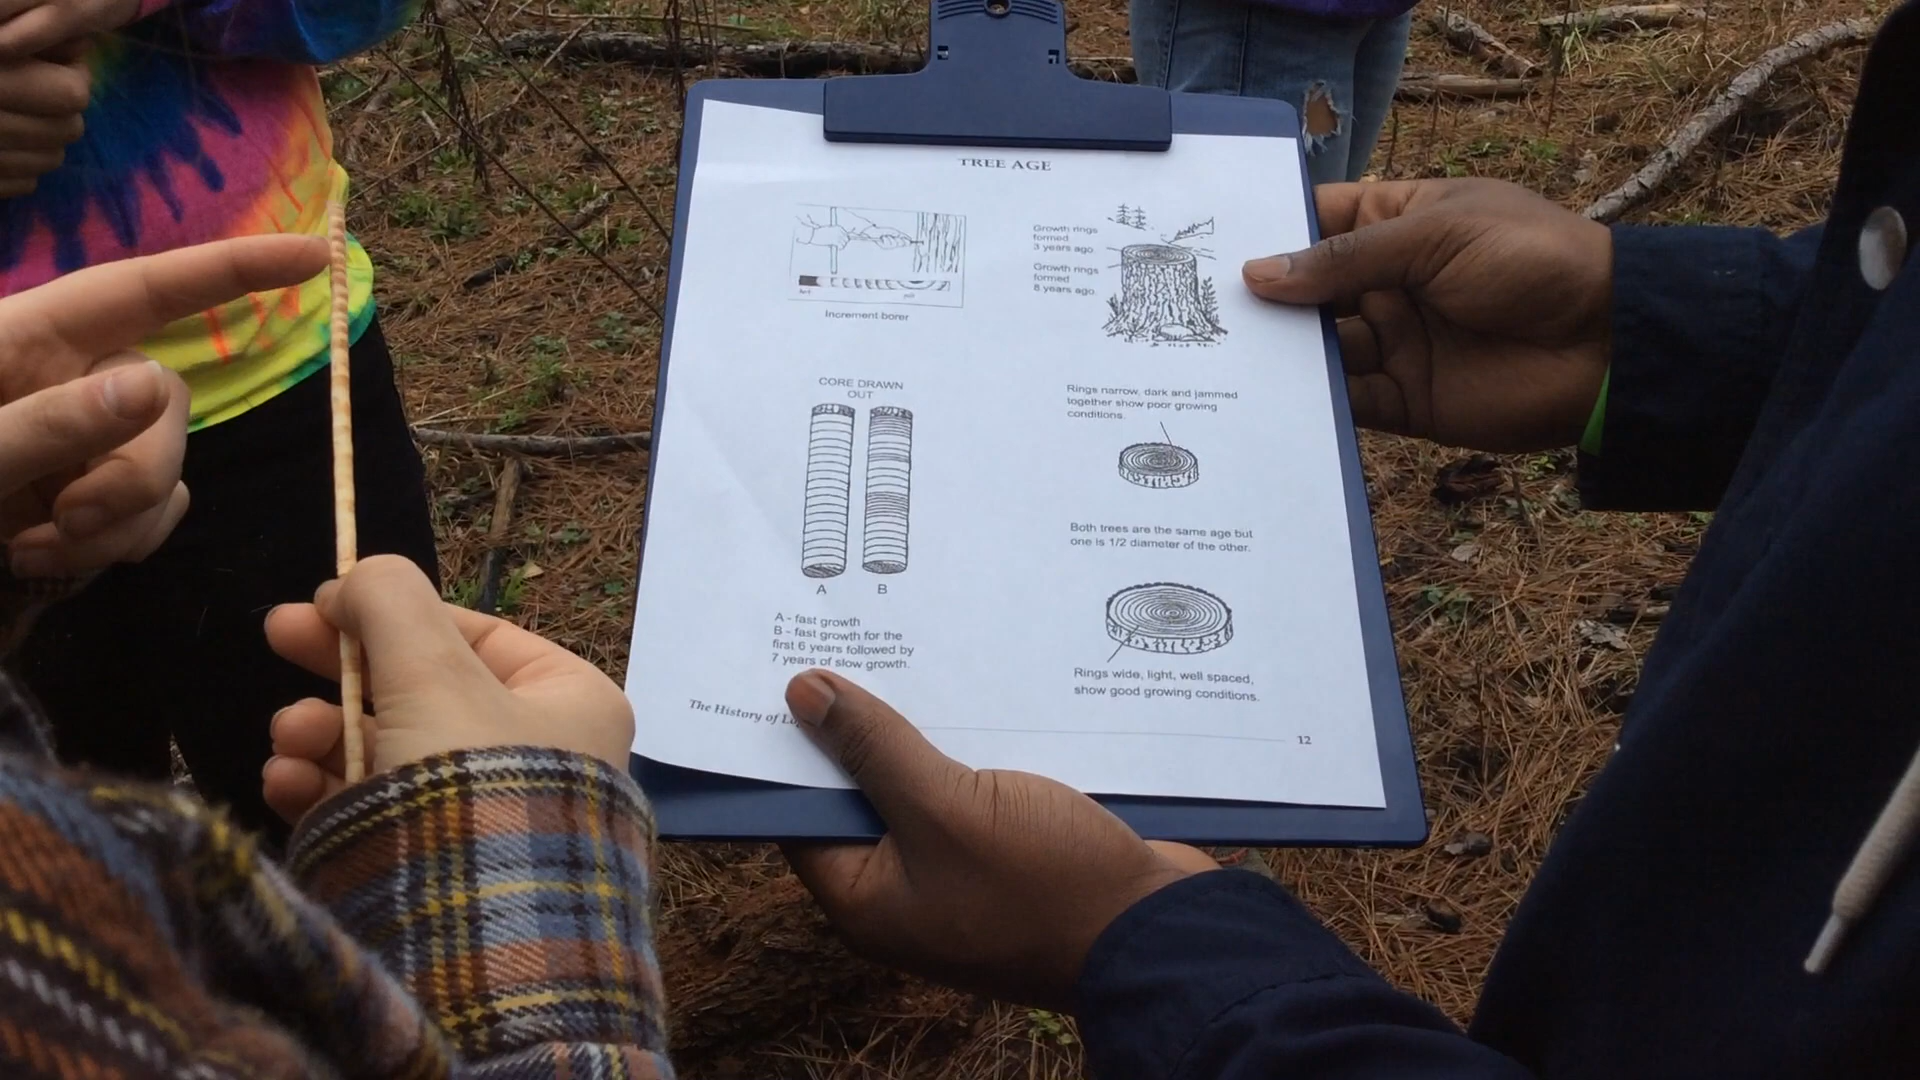 TREE AGE
Increment borer
Growth rings
formed
3 years ago
Growth rings
formed
8 years ago
CORE DRAWN
OUT
A
B
A - fast growth
B - fast growth for the
first 6 years followed by
7 years of slow growth.
Rings narrow, dark and jammed
together show poor growing
conditions.
Both trees are the same age but
one is 1/2 diameter of the other.
Rings wide, light, well spaced,
show good growing conditions.
The History of
12